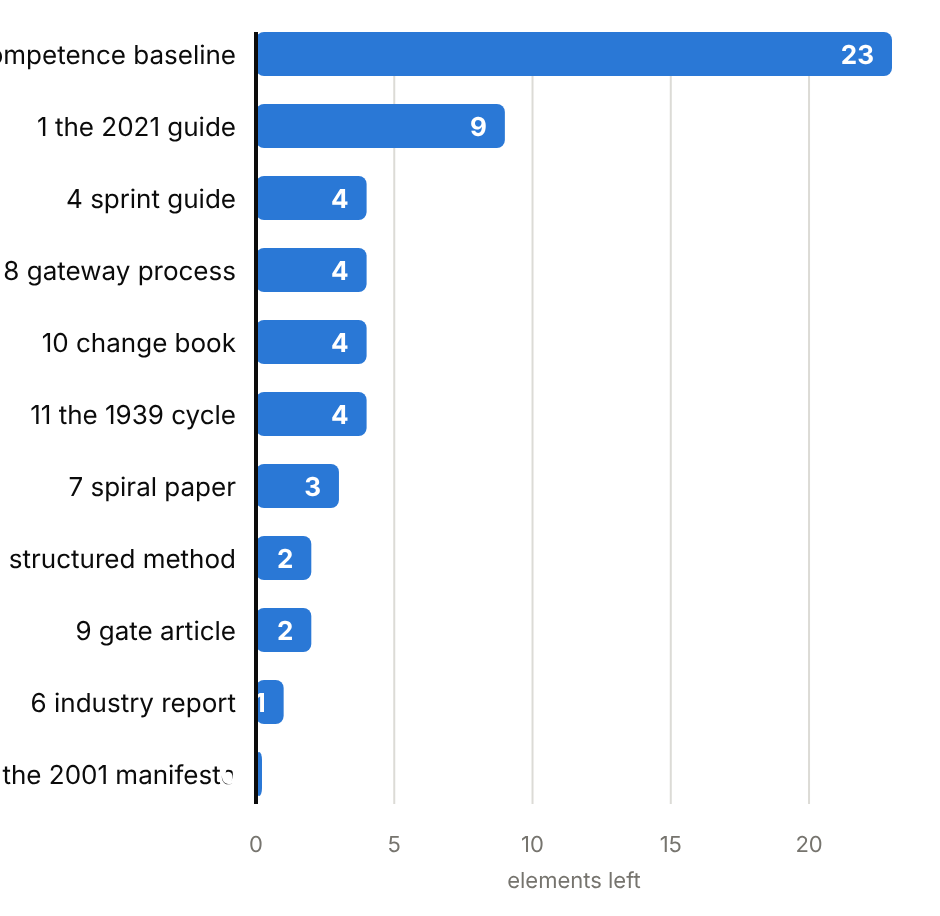 ompetence baseline 23
1 the 2021 guide 9
4 sprint guide 4
8 gateway process 4
10 change book 4
11 the 1939 cycle 4
7 spiral paper 3
structured method 2
9 gate article 2
6 industry report 1
the 2001 manifesto
0 5 10 15 20
elements left